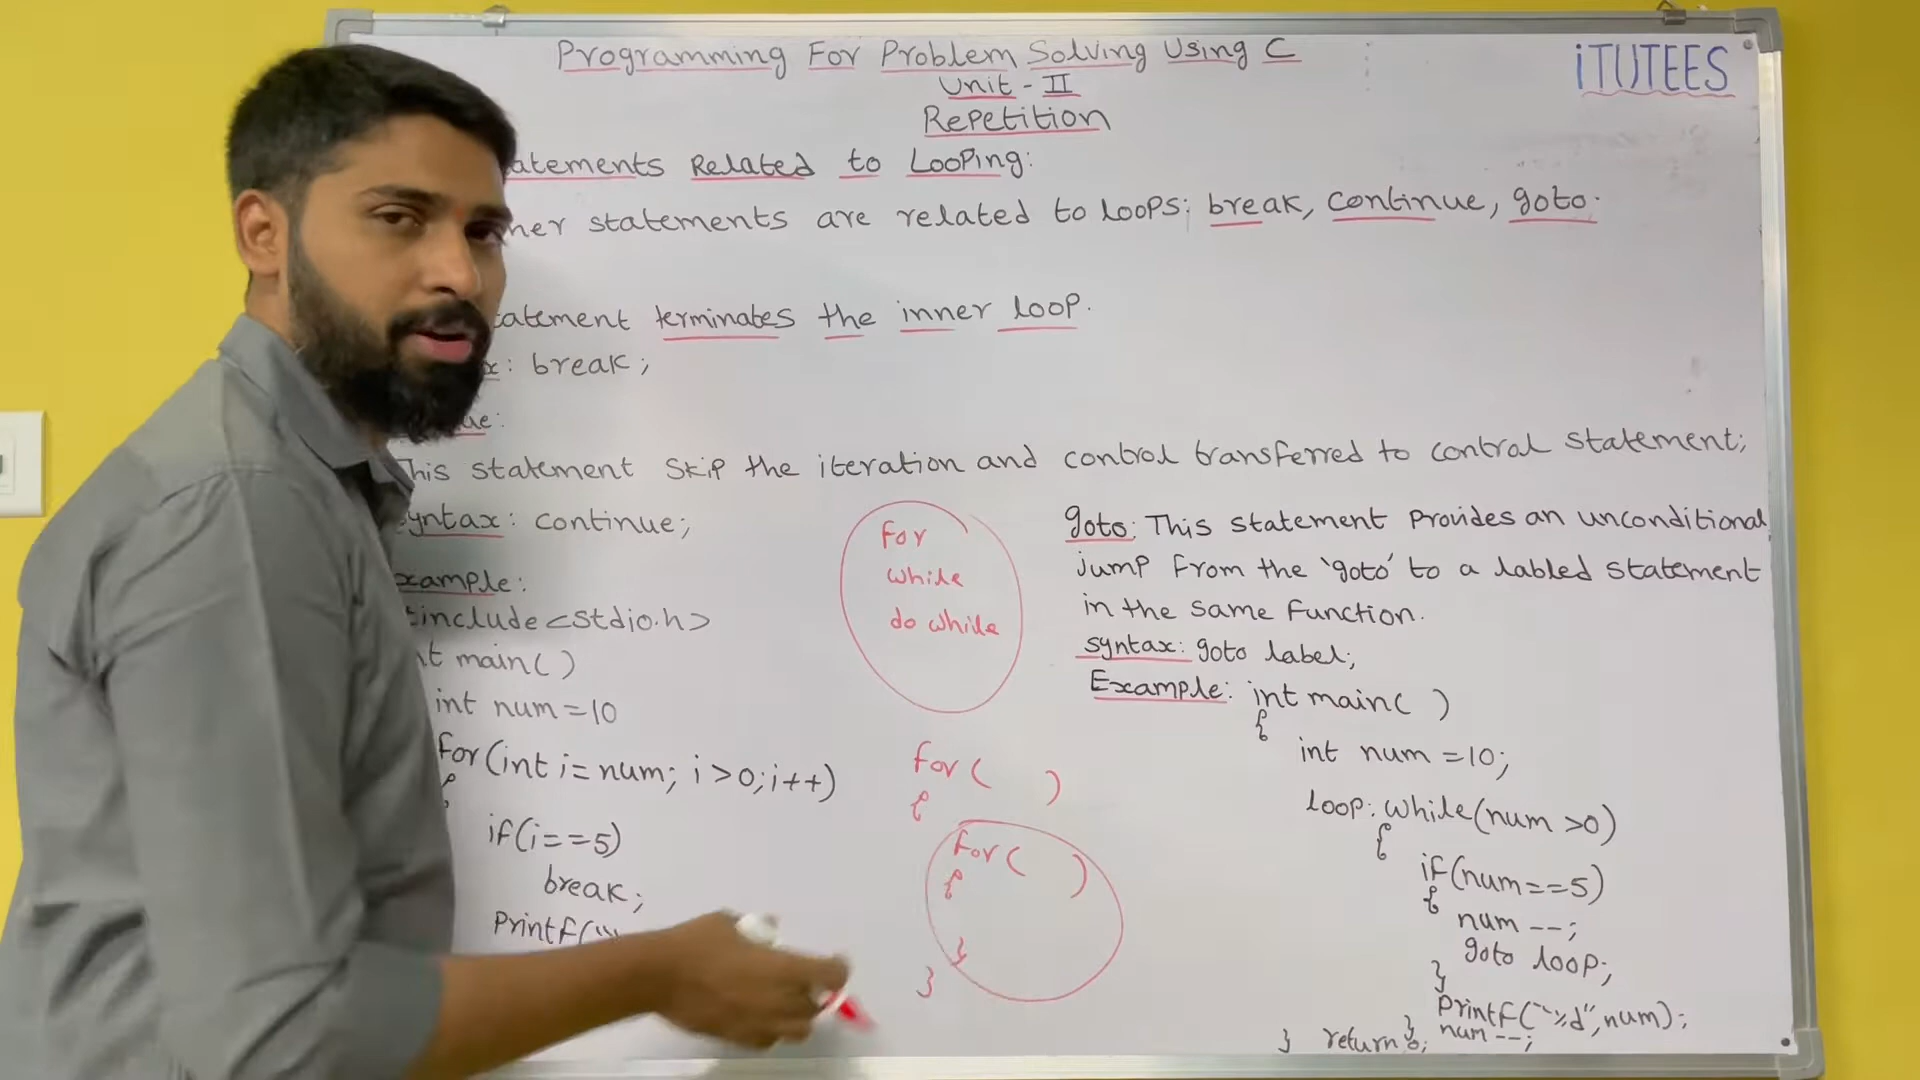 Programming For Problem Solving Using C
iTUTEES
Unit - II
Repetition
atements Related to Looping:
her statements are related to loops; break, continue, goto.
tatement terminates the inner loop.
x: break;
ue:
This statement skip the iteration and control transferred to control statement;
yntax: continue;
xample:
include<stdio.h>
nt main()
int num=10
for(int i=num; i>0;i++)
{
if(i==5)
break;
Printf("
for
while
do while
for( )
{
for( )
{
}
}
goto: This statement provides an unconditional
jump from the 'goto' to a labled statement
in the same function.
syntax: goto label;
Example: int main( )
{
int num =10;
loop: while(num >0)
{
if(num==5)
{
num --;
goto loop;
}
Printf("%d",num);
num --;
}
return 0;
}